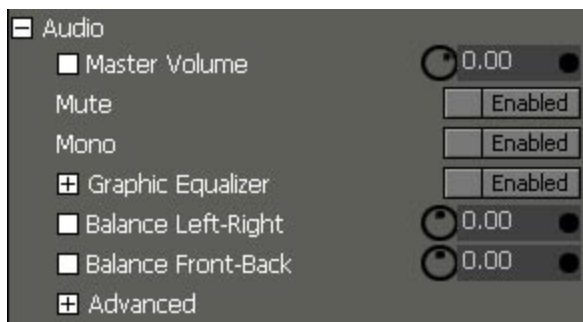 Audio
Master Volume 0.00
Mute Enabled
Mono Enabled
Graphic Equalizer Enabled
Balance Left-Right 0.00
Balance Front-Back 0.00
Advanced